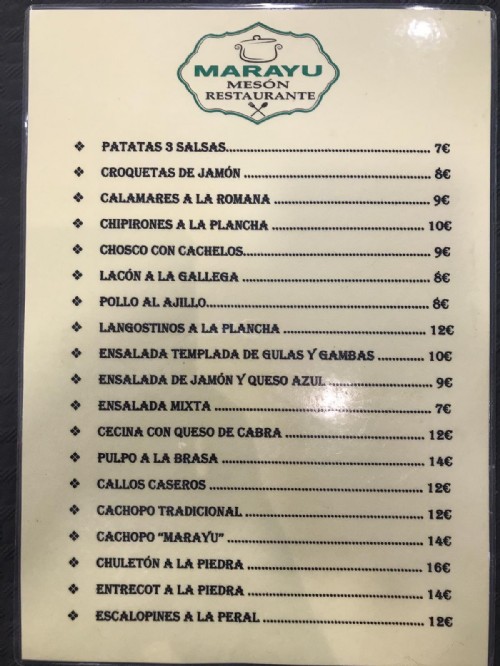 MARAYU
MESÓN
RESTAURANTE
❖ PATATAS 3 SALSAS........................................................ 7€
❖ CROQUETAS DE JAMÓN .................................................... 8€
❖ CALAMARES A LA ROMANA ............................................ 9€
❖ CHIPIRONES A LA PLANCHA ........................................... 10€
❖ CHOSCO CON CACHELOS................................................... 9€
❖ LACÓN A LA GALLEGA .................................................... 8€
❖ POLLO AL AJILLO............................................................ 8€
❖ LANGOSTINOS A LA PLANCHA ........................................ 12€
❖ ENSALADA TEMPLADA DE GULAS Y GAMBAS .............. 10€
❖ ENSALADA DE JAMÓN Y QUESO AZUL ............................. 9€
❖ ENSALADA MIXTA ........................................................... 7€
❖ CECINA CON QUESO DE CABRA ....................................... 12€
❖ PULPO A LA BRASA ......................................................... 14€
❖ CALLOS CASEROS ............................................................ 12€
❖ CACHOPO TRADICIONAL .................................................. 12€
❖ CACHOPO “MARAYU” ....................................................... 14€
❖ CHULETÓN A LA PIEDRA ................................................. 16€
❖ ENTRECOT A LA PIEDRA .................................................. 14€
❖ ESCALOPINES A LA PERAL ............................................... 12€